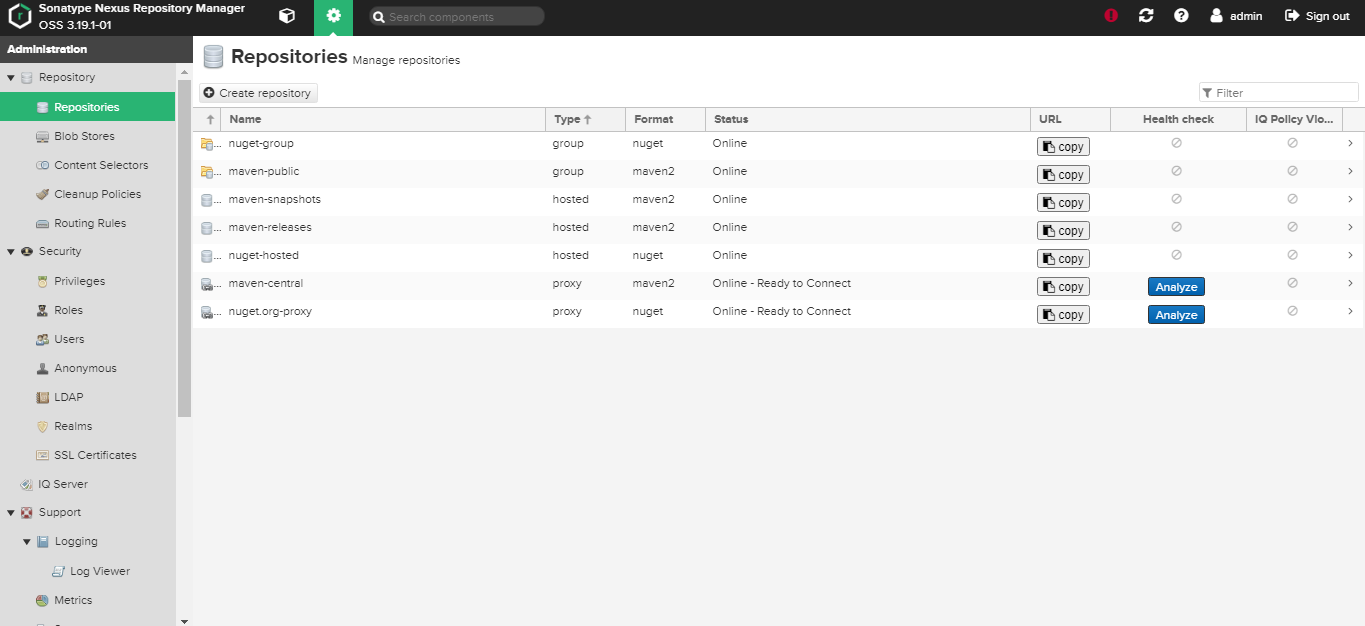 Sonatype Nexus Repository Manager
OSS 3.19.1-01
Search components
admin
Sign out
Administration
Repository
Repositories
Blob Stores
Content Selectors
Cleanup Policies
Routing Rules
Security
Privileges
Roles
Users
Anonymous
LDAP
Realms
SSL Certificates
IQ Server
Support
Logging
Log Viewer
Metrics
Repositories Manage repositories
Create repository
Filter
Name Type Format Status URL Health check IQ Policy Vio...
... nuget-group group nuget Online copy
... maven-public group maven2 Online copy
... maven-snapshots hosted maven2 Online copy
... maven-releases hosted maven2 Online copy
... nuget-hosted hosted nuget Online copy
... maven-central proxy maven2 Online - Ready to Connect copy Analyze
... nuget.org-proxy proxy nuget Online - Ready to Connect copy Analyze